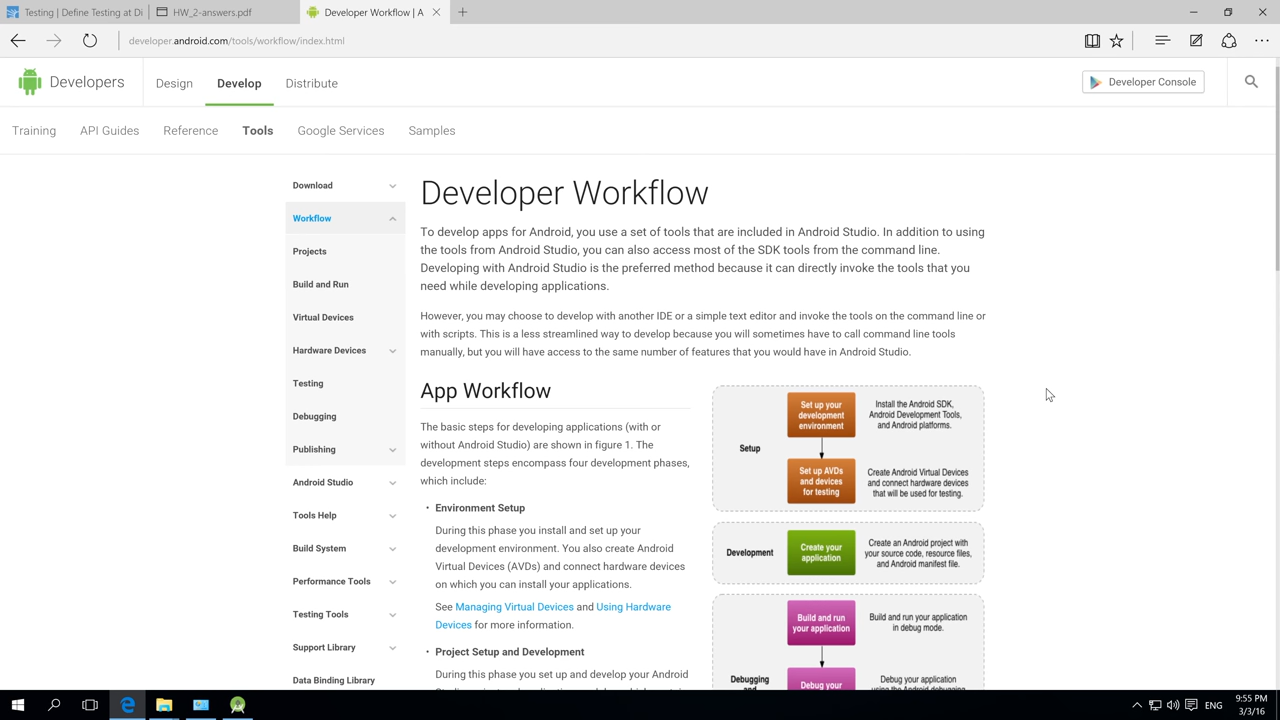 Testing | Define Testing at Di
HW_2-answers.pdf
Developer Workflow | A
developer.android.com/tools/workflow/index.html
Developers
Design
Develop
Distribute
Developer Console
Training
API Guides
Reference
Tools
Google Services
Samples
Download
Workflow
Projects
Build and Run
Virtual Devices
Hardware Devices
Testing
Debugging
Publishing
Android Studio
Tools Help
Build System
Performance Tools
Testing Tools
Support Library
Data Binding Library
Developer Workflow
To develop apps for Android, you use a set of tools that are included in Android Studio. In addition to using
the tools from Android Studio, you can also access most of the SDK tools from the command line.
Developing with Android Studio is the preferred method because it can directly invoke the tools that you
need while developing applications.
However, you may choose to develop with another IDE or a simple text editor and invoke the tools on the command line or
with scripts. This is a less streamlined way to develop because you will sometimes have to call command line tools
manually, but you will have access to the same number of features that you would have in Android Studio.
App Workflow
The basic steps for developing applications (with or
without Android Studio) are shown in figure 1. The
development steps encompass four development phases,
which include:
• Environment Setup
During this phase you install and set up your
development environment. You also create Android
Virtual Devices (AVDs) and connect hardware devices
on which you can install your applications.
See Managing Virtual Devices and Using Hardware
Devices for more information.
• Project Setup and Development
During this phase you set up and develop your Android
Setup
Set up your
development
environment
Install the Android SDK,
Android Development Tools,
and Android platforms.
Set up AVDs
and devices
for testing
Create Android Virtual Devices
and connect hardware devices
that will be used for testing.
Development
Create your
application
Create an Android project with
your source code, resource files,
and Android manifest file.
Build and run
your application
Build and run your application
in debug mode.
Debugging
and
Debug your
Debug your application
using the Android debugging
ENG
9:55 PM
3/3/16